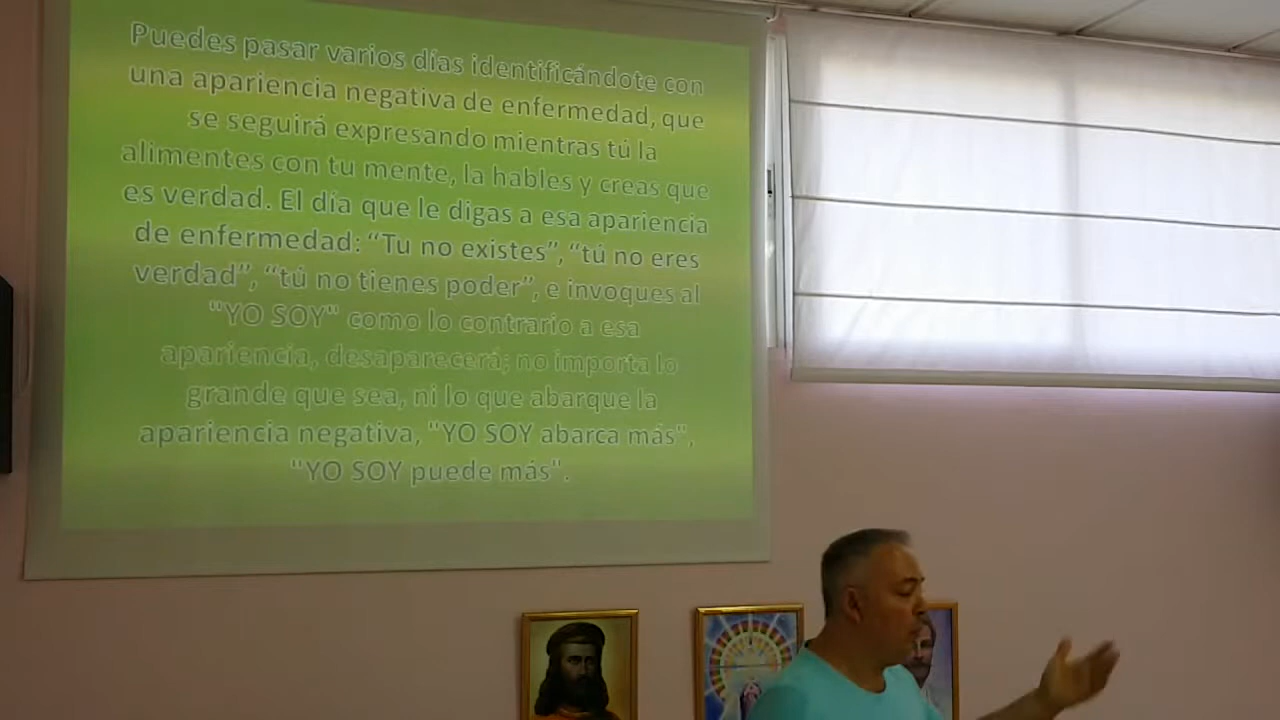 Puedes pasar varios días identificándote con
una apariencia negativa de enfermedad, que
se seguirá expresando mientras tú la
alimentes con tu mente, la hables y creas que
es verdad. El día que le digas a esa apariencia
de enfermedad: “Tu no existes”, “tú no eres
verdad”, “tú no tienes poder”, e invoques al
"YO SOY" como lo contrario a esa
apariencia, desaparecerá; no importa lo
grande que sea, ni lo que abarque la
apariencia negativa, "YO SOY abarca más",
"YO SOY puede más".